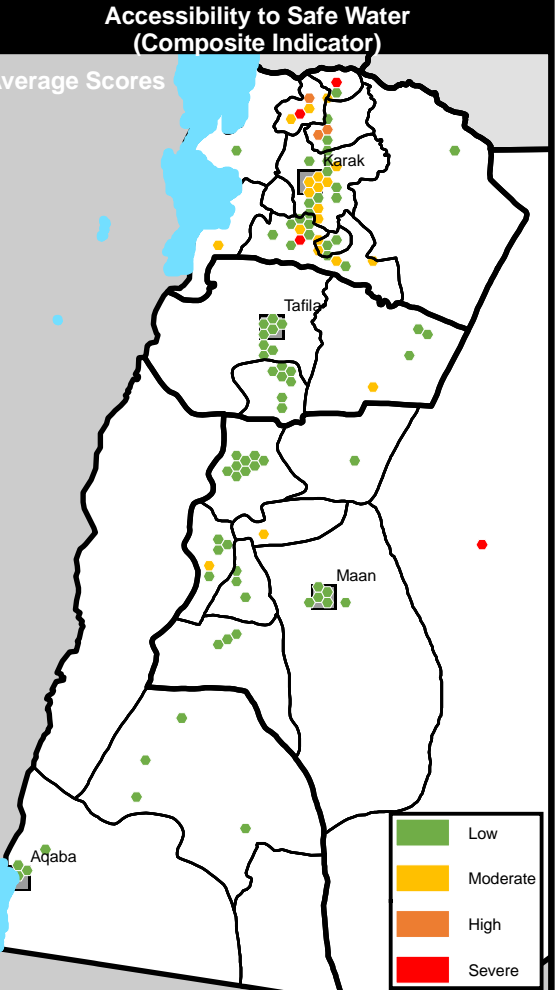 Accessibility to Safe Water
(Composite Indicator)
Average Scores
Karak
Tafila
Maan
Aqaba
Low
Moderate
High
Severe